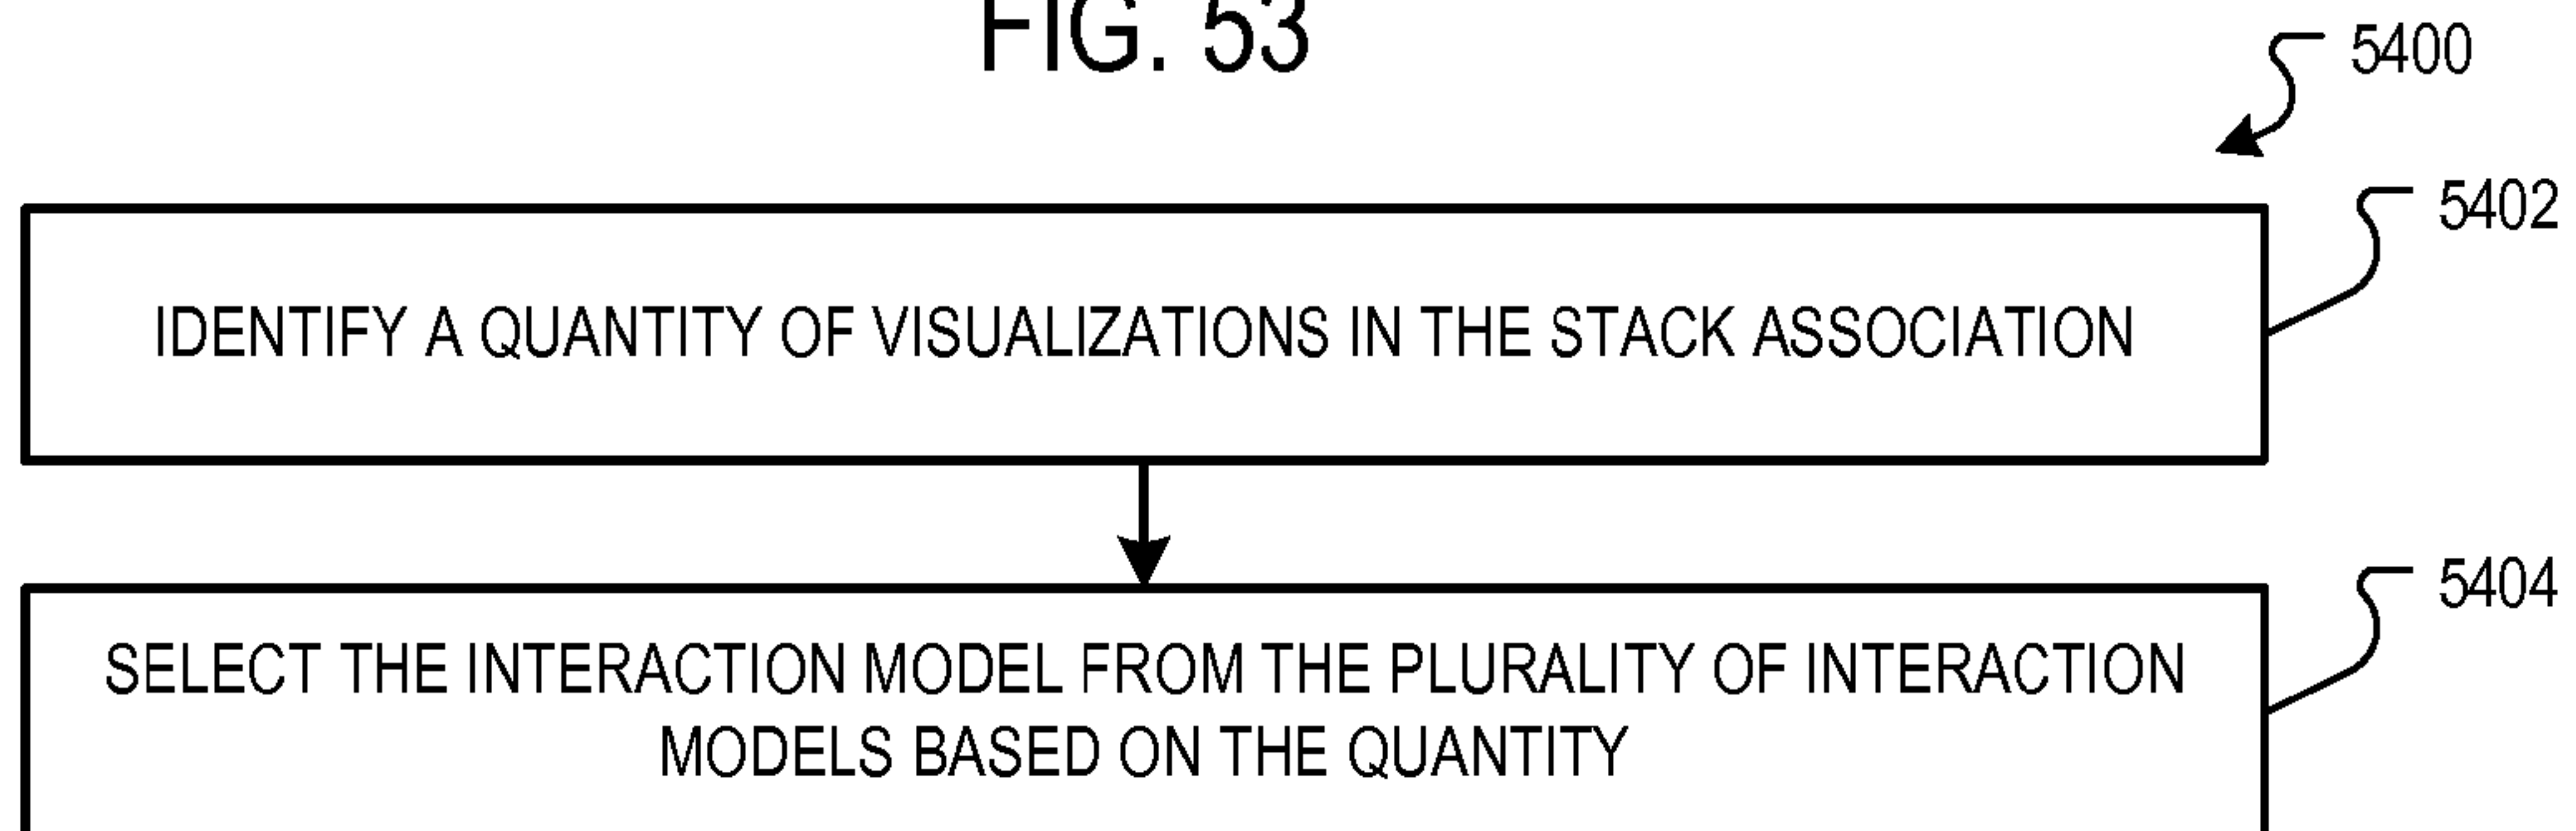 FIG. 53
5400
5402
IDENTIFY A QUANTITY OF VISUALIZATIONS IN THE STACK ASSOCIATION
5404
SELECT THE INTERACTION MODEL FROM THE PLURALITY OF INTERACTION
MODELS BASED ON THE QUANTITY